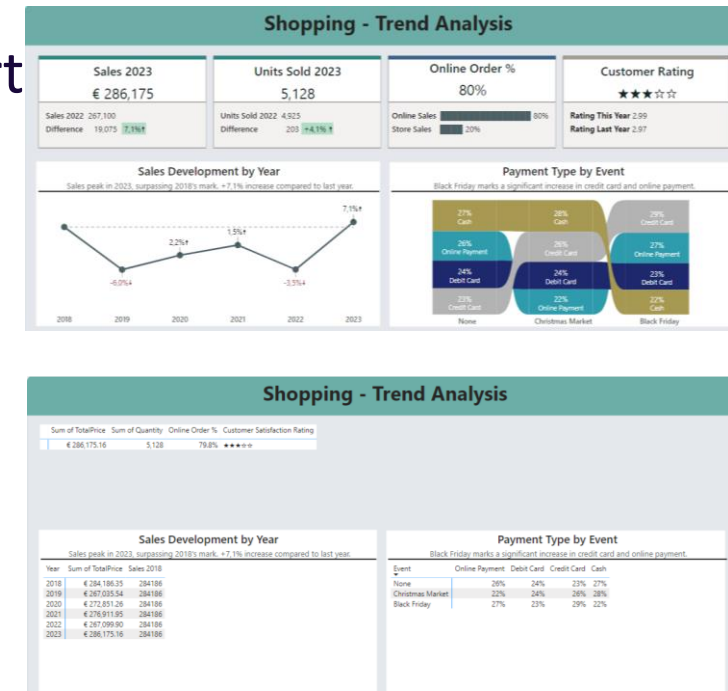 rt
Shopping - Trend Analysis
Sales 2023
€ 286,175
Sales 2022 267,100
Difference 19,075 7,1%↑
Units Sold 2023
5,128
Units Sold 2022 4,925
Difference 203 +4,1% ↑
Online Order %
80%
Online Sales 80%
Store Sales 20%
Customer Rating
★★★☆☆
Rating This Year 2.99
Rating Last Year 2.97
Sales Development by Year
Sales peak in 2023, surpassing 2018's mark. +7,1% increase compared to last year.
7,1%↑
2,2%↑
1,5%↑
-6,0%↓
-3,5%↓
2018 2019 2020 2021 2022 2023
Payment Type by Event
Black Friday marks a significant increase in credit card and online payment.
27% 28% 29%
Cash Cash Credit Card
26% 26% 27%
Online Payment Credit Card Online Payment
24% 24% 23%
Debit Card Debit Card Debit Card
23% 22% 22%
Credit Card Online Payment Cash
None Christmas Market Black Friday
Shopping - Trend Analysis
Sum of TotalPrice Sum of Quantity Online Order % Customer Satisfaction Rating
€ 286,175.16 5,128 79.8% ★★★☆☆
Sales Development by Year
Sales peak in 2023, surpassing 2018's mark. +7,1% increase compared to last year.
Year Sum of TotalPrice Sales 2018
2018 € 284,186.35 284186
2019 € 267,035.54 284186
2020 € 272,851.26 284186
2021 € 276,911.95 284186
2022 € 267,099.90 284186
2023 € 286,175.16 284186
Payment Type by Event
Black Friday marks a significant increase in credit card and online payment.
Event Online Payment Debit Card Credit Card Cash
None 26% 24% 23% 27%
Christmas Market 22% 24% 26% 28%
Black Friday 27% 23% 29% 22%